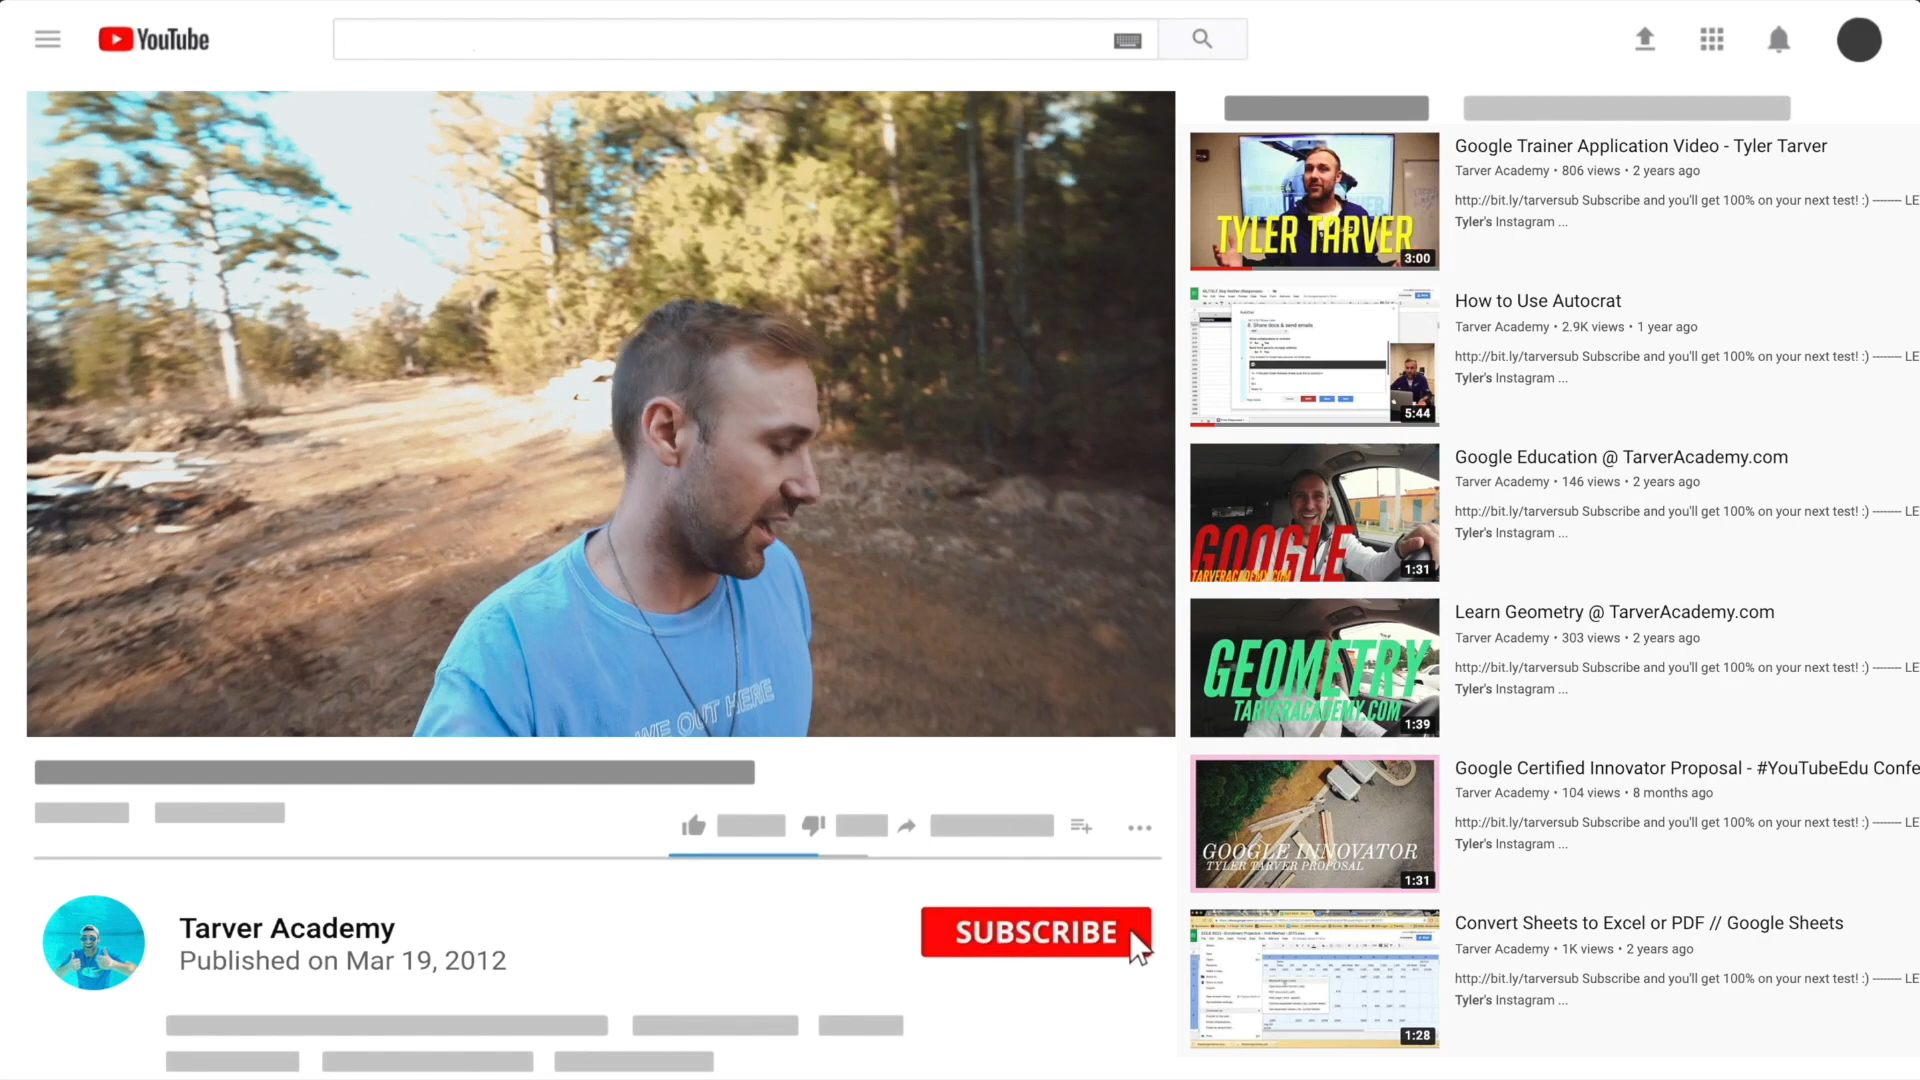 YouTube
WE OUT HERE
Tarver Academy
Published on Mar 19, 2012
SUBSCRIBE
TYLER TARVER
3:00
Google Trainer Application Video - Tyler Tarver
Tarver Academy • 806 views • 2 years ago
http://bit.ly/tarversub Subscribe and you'll get 100% on your next test! :) -------- LE
Tyler's Instagram ...
8. Share docs & send emails
5:44
How to Use Autocrat
Tarver Academy • 2.9K views • 1 year ago
http://bit.ly/tarversub Subscribe and you'll get 100% on your next test! :) -------- LE
Tyler's Instagram ...
GOOGLE
TARVERACADEMY.COM
1:31
Google Education @ TarverAcademy.com
Tarver Academy • 146 views • 2 years ago
http://bit.ly/tarversub Subscribe and you'll get 100% on your next test! :) -------- LE
Tyler's Instagram ...
GEOMETRY
TARVERACADEMY.COM
1:39
Learn Geometry @ TarverAcademy.com
Tarver Academy • 303 views • 2 years ago
http://bit.ly/tarversub Subscribe and you'll get 100% on your next test! :) -------- LE
Tyler's Instagram ...
GOOGLE INNOVATOR
TYLER TARVER PROPOSAL
1:31
Google Certified Innovator Proposal - #YouTubeEdu Confe
Tarver Academy • 104 views • 8 months ago
http://bit.ly/tarversub Subscribe and you'll get 100% on your next test! :) -------- LE
Tyler's Instagram ...
1:28
Convert Sheets to Excel or PDF // Google Sheets
Tarver Academy • 1K views • 2 years ago
http://bit.ly/tarversub Subscribe and you'll get 100% on your next test! :) -------- LE
Tyler's Instagram ...